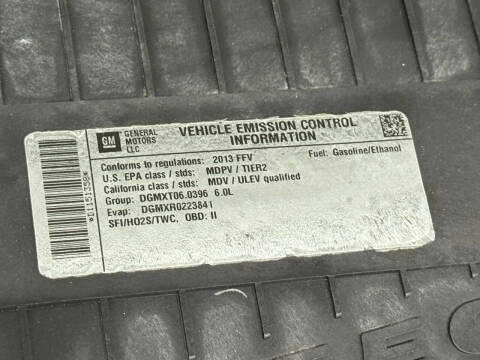 GM
GENERAL MOTORS LLC
VEHICLE EMISSION CONTROL
INFORMATION
Conforms to regulations: 2013 FFV
Fuel: Gasoline/Ethanol
U.S. EPA class / stds: MDPV / TIER2
California class / stds: MDV / ULEV qualified
Group: DGMXT06.0396 6.0L
Evap: DGMXR0223841
SFI/HO2S/TWC, OBD: II
*D1151358*